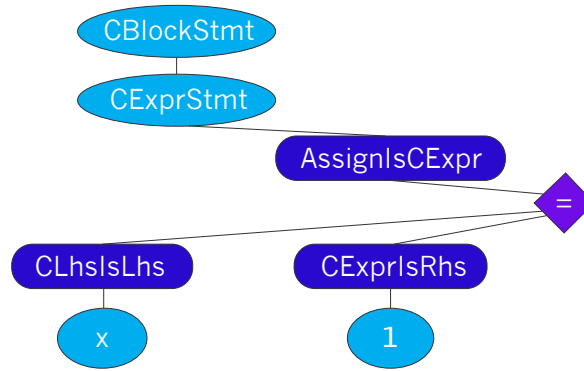 CBlockStmt
CExprStmt
AssignIsCExpr
=
CLhsIsLhs
CExprIsRhs
x
1